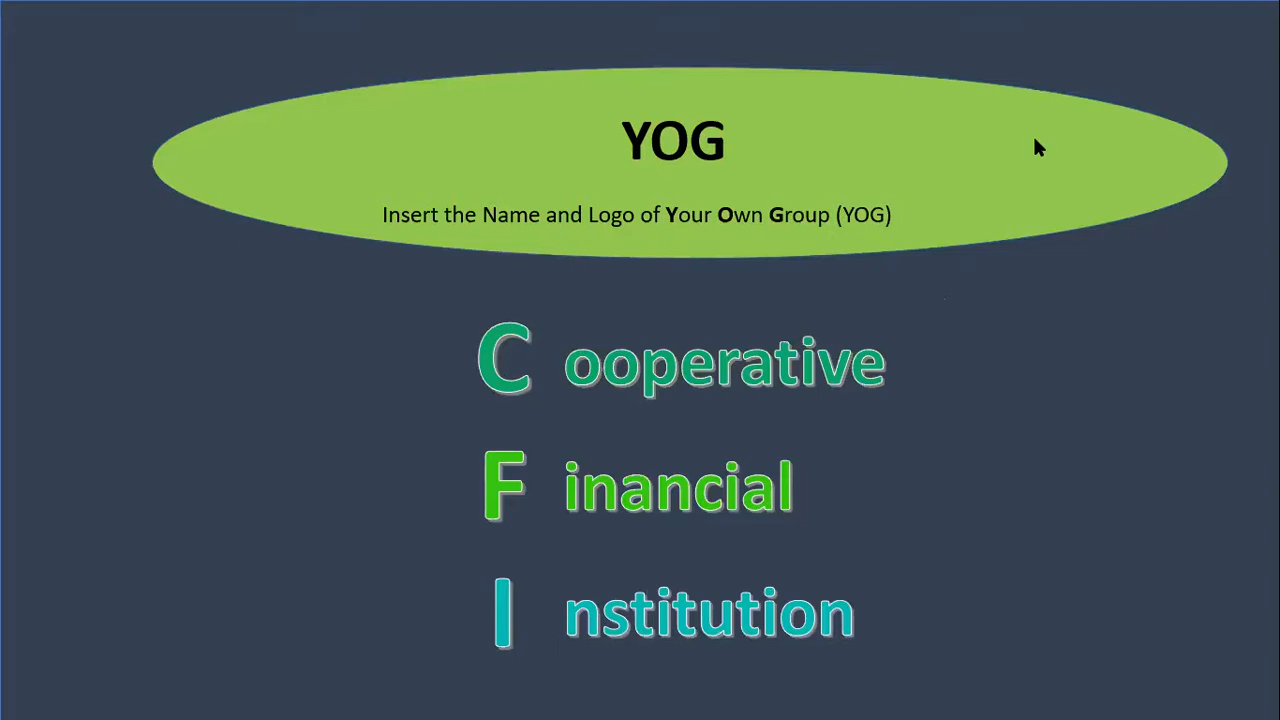 YOG
Insert the Name and Logo of Your Own Group (YOG)
C ooperative
F inancial
I nstitution